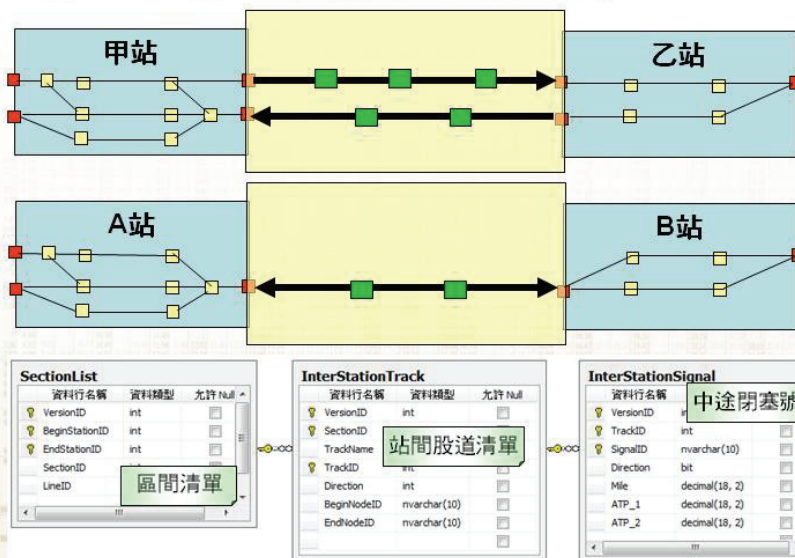 甲站
乙站
A站
B站
SectionList
資料行名稱 資料類型 允許 Null
VersionID int
BeginStationID int
EndStationID int
SectionID int
LineID
區間清單
InterStationTrack
資料行名稱 資料類型 允許 Null
VersionID int
SectionID
TrackName
TrackID int
Direction int
BeginNodeID nvarchar(10)
EndNodeID nvarchar(10)
站間股道清單
InterStationSignal
資料行名稱
VersionID
TrackID int
SignalID nvarchar(10)
Direction bit
Mile decimal(18, 2)
ATP_1 decimal(18, 2)
ATP_2 decimal(18, 2)
中途閉塞號